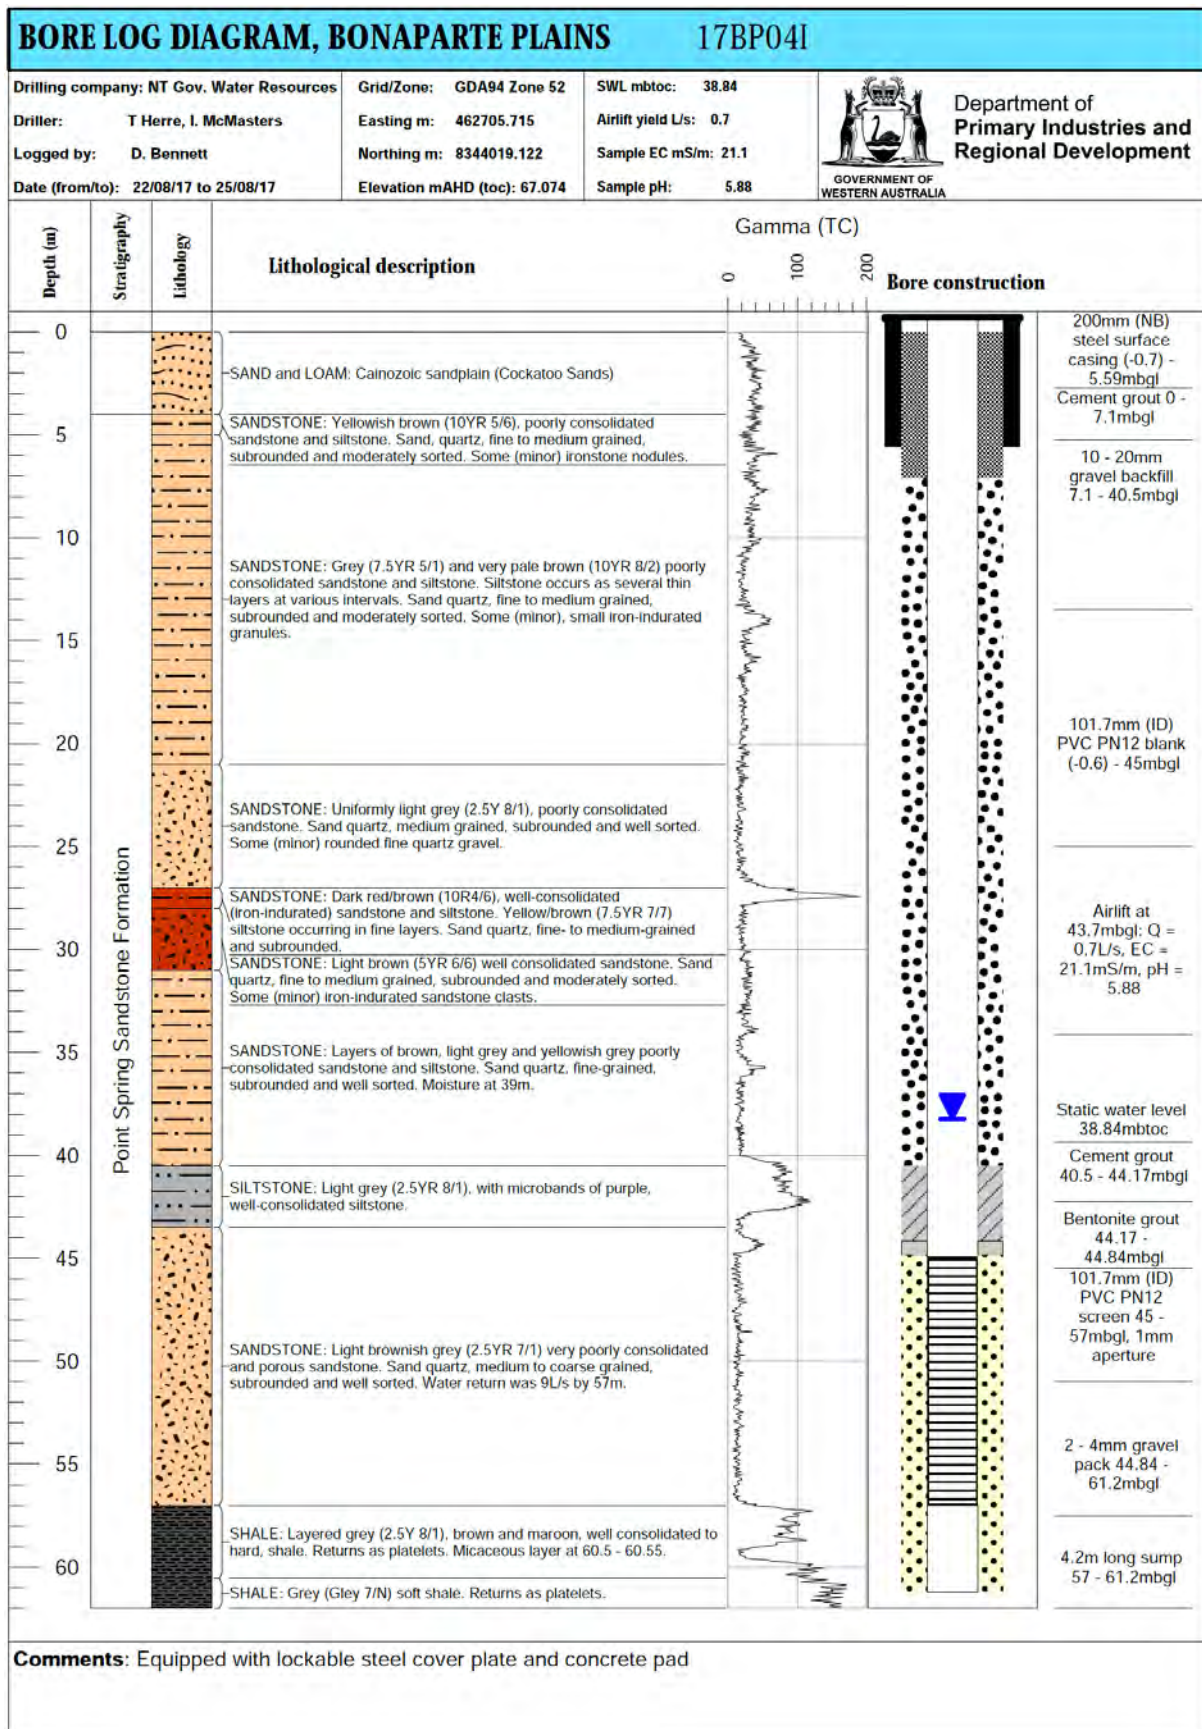 BORE LOG DIAGRAM, BONAPARTE PLAINS 17BP04I
Drilling company: NT Gov. Water Resources
Driller: T Herre, I. McMasters
Logged by: D. Bennett
Date (from/to): 22/08/17 to 25/08/17
Grid/Zone: GDA94 Zone 52
Easting m: 462705.715
Northing m: 8344019.122
Elevation mAHD (toc): 67.074
SWL mbtoc: 38.84
Airlift yield L/s: 0.7
Sample EC mS/m: 21.1
Sample pH: 5.88
GOVERNMENT OF
WESTERN AUSTRALIA
Department of
Primary Industries and
Regional Development
Depth (m)
Stratigraphy
Lithology
Lithological description
Gamma (TC)
0 100 200
Bore construction
0
5
10
15
20
25
30
35
40
45
50
55
60
Point Spring Sandstone Formation
SAND and LOAM: Cainozoic sandplain (Cockatoo Sands)
SANDSTONE: Yellowish brown (10YR 5/6), poorly consolidated
sandstone and siltstone. Sand, quartz, fine to medium grained,
subrounded and moderately sorted. Some (minor) ironstone nodules.
SANDSTONE: Grey (7.5YR 5/1) and very pale brown (10YR 8/2) poorly
consolidated sandstone and siltstone. Siltstone occurs as several thin
layers at various intervals. Sand quartz, fine to medium grained,
subrounded and moderately sorted. Some (minor), small iron-indurated
granules.
SANDSTONE: Uniformly light grey (2.5Y 8/1), poorly consolidated
sandstone. Sand quartz, medium grained, subrounded and well sorted.
Some (minor) rounded fine quartz gravel.
SANDSTONE: Dark red/brown (10R4/6), well-consolidated
(iron-indurated) sandstone and siltstone. Yellow/brown (7.5YR 7/7)
siltstone occurring in fine layers. Sand quartz, fine- to medium-grained
and subrounded.
SANDSTONE: Light brown (5YR 6/6) well consolidated sandstone. Sand
quartz, fine to medium grained, subrounded and moderately sorted.
Some (minor) iron-indurated sandstone clasts.
SANDSTONE: Layers of brown, light grey and yellowish grey poorly
consolidated sandstone and siltstone. Sand quartz, fine-grained,
subrounded and well sorted. Moisture at 39m.
SILTSTONE: Light grey (2.5YR 8/1), with microbands of purple,
well-consolidated siltstone.
SANDSTONE: Light brownish grey (2.5YR 7/1) very poorly consolidated
and porous sandstone. Sand quartz, medium to coarse grained,
subrounded and well sorted. Water return was 9L/s by 57m.
SHALE: Layered grey (2.5Y 8/1), brown and maroon, well consolidated to
hard, shale. Returns as platelets. Micaceous layer at 60.5 - 60.55.
SHALE: Grey (Gley 7/N) soft shale. Returns as platelets.
200mm (NB)
steel surface
casing (-0.7) -
5.59mbgl
Cement grout 0 -
7.1mbgl
10 - 20mm
gravel backfill
7.1 - 40.5mbgl
101.7mm (ID)
PVC PN12 blank
(-0.6) - 45mbgl
Airlift at
43.7mbgl: Q =
0.7L/s, EC =
21.1mS/m, pH =
5.88
Static water level
38.84mbtoc
Cement grout
40.5 - 44.17mbgl
Bentonite grout
44.17 -
44.84mbgl
101.7mm (ID)
PVC PN12
screen 45 -
57mbgl, 1mm
aperture
2 - 4mm gravel
pack 44.84 -
61.2mbgl
4.2m long sump
57 - 61.2mbgl
Comments: Equipped with lockable steel cover plate and concrete pad